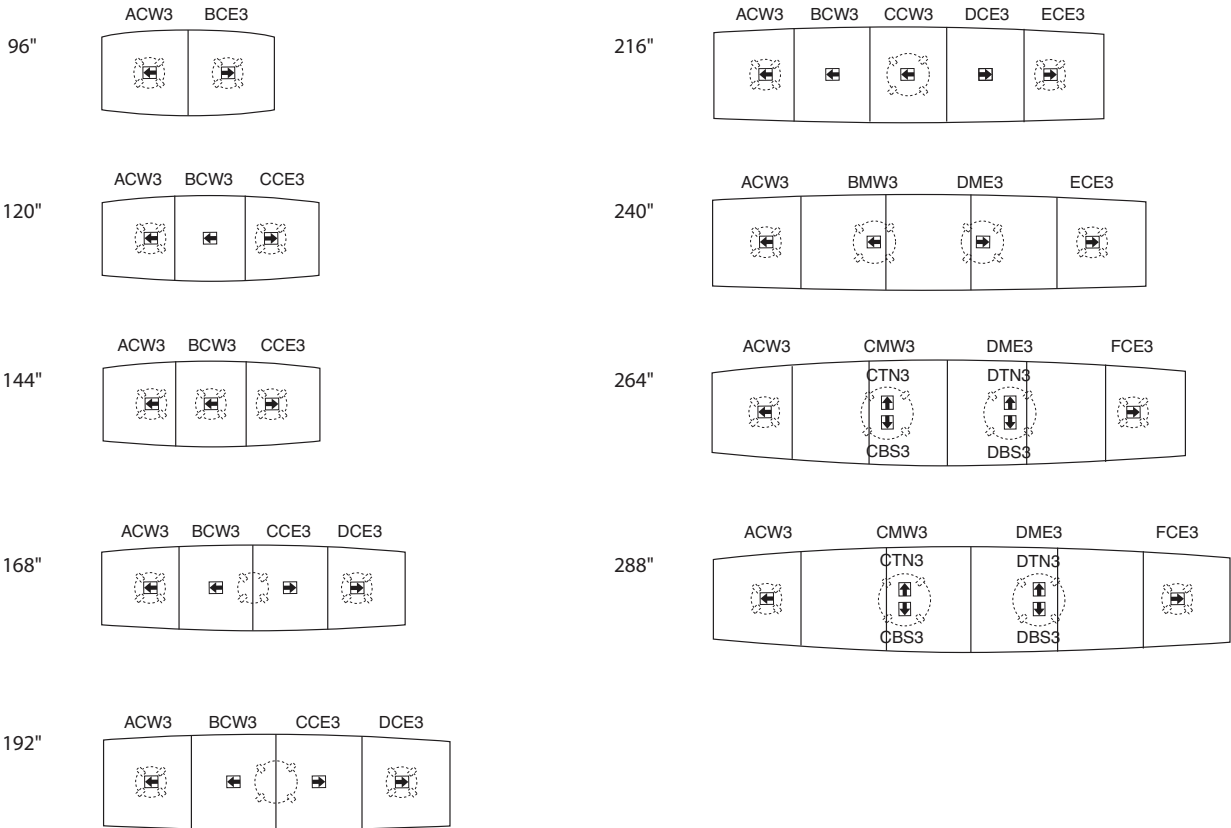 96"
ACW3 BCE3
120"
ACW3 BCW3 CCE3
144"
ACW3 BCW3 CCE3
168"
ACW3 BCW3 CCE3 DCE3
192"
ACW3 BCW3 CCE3 DCE3
216"
ACW3 BCW3 CCW3 DCE3 ECE3
240"
ACW3 BMW3 DME3 ECE3
264"
ACW3 CMW3 DME3 FCE3
CTN3 DTN3
CBS3 DBS3
288"
ACW3 CMW3 DME3 FCE3
CTN3 DTN3
CBS3 DBS3